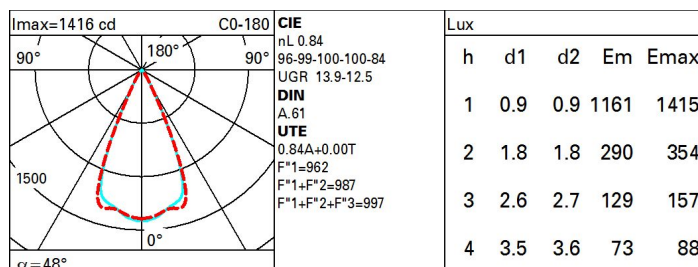 Imax=1416 cd C0-180
90° 180° 90°
1500
0°
α=48°
CIE
nL 0.84
96-99-100-100-84
UGR 13.9-12.5
DIN
A.61
UTE
0.84A+0.00T
F"1=962
F"1+F"2=987
F"1+F"2+F"3=997
Lux
h d1 d2 Em Emax
1 0.9 0.9 1161 1415
2 1.8 1.8 290 354
3 2.6 2.7 129 157
4 3.5 3.6 73 88